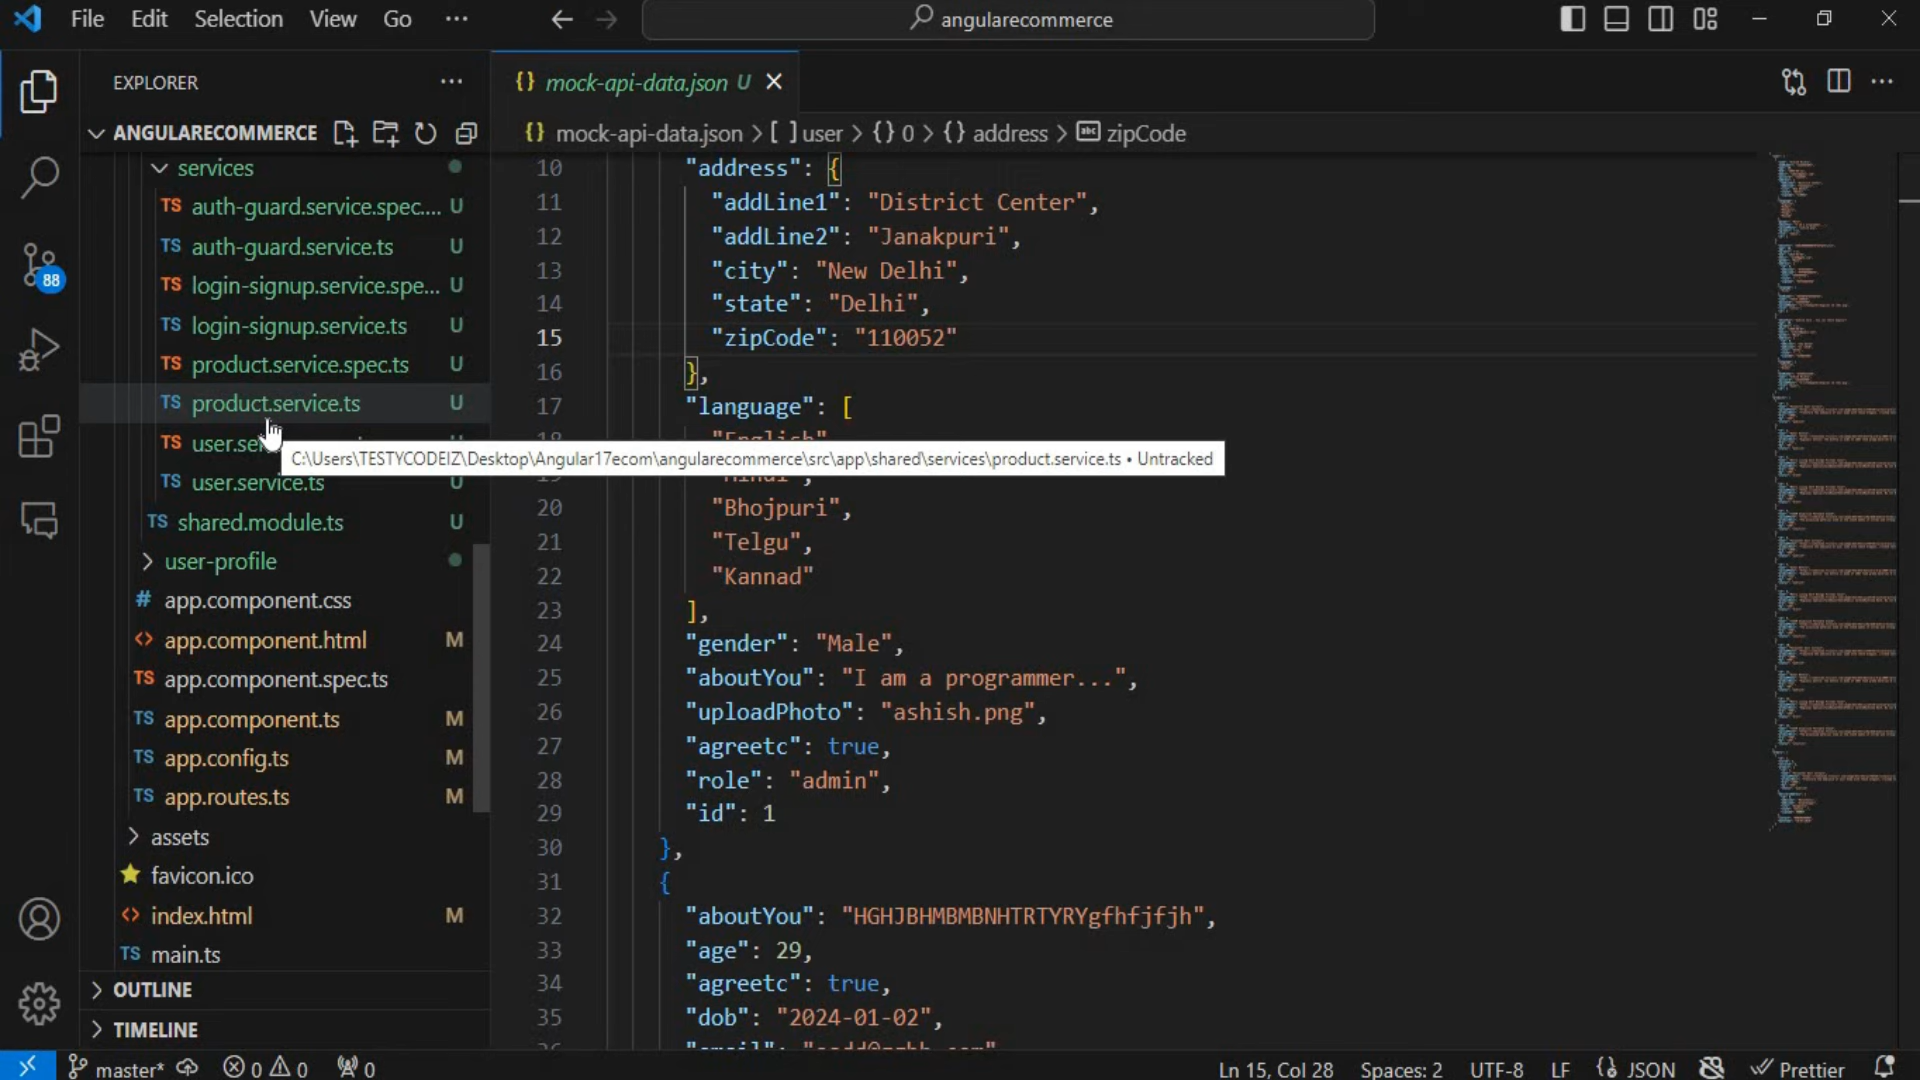 File Edit Selection View Go ···
angularecommerce
EXPLORER ···
ANGULARECOMMERCE
services
TS auth-guard.service.spec.... U
TS auth-guard.service.ts U
TS login-signup.service.spe... U
TS login-signup.service.ts U
TS product.service.spec.ts U
TS product.service.ts U
TS user.se
TS user.service.ts U
TS shared.module.ts U
user-profile
# app.component.css
<> app.component.html M
TS app.component.spec.ts
TS app.component.ts M
TS app.config.ts M
TS app.routes.ts M
assets
favicon.ico
<> index.html M
TS main.ts
OUTLINE
TIMELINE
88
C:\Users\TESTYCODEIZ\Desktop\Angular17ecom\angularecommerce\src\app\shared\services\product.service.ts • Untracked
{} mock-api-data.json U
{} mock-api-data.json > [ ] user > {} 0 > {} address > abc zipCode
10 "address": {
11 "addLine1": "District Center",
12 "addLine2": "Janakpuri",
13 "city": "New Delhi",
14 "state": "Delhi",
15 "zipCode": "110052"
16 },
17 "language": [
"English"
20 "Bhojpuri",
21 "Telgu",
22 "Kannad"
23 ],
24 "gender": "Male",
25 "aboutYou": "I am a programmer...",
26 "uploadPhoto": "ashish.png",
27 "agreetc": true,
28 "role": "admin",
29 "id": 1
30 },
31 {
32 "aboutYou": "HGHJBHMBMBNHTRTYRYgfhfjfjh",
33 "age": 29,
34 "agreetc": true,
35 "dob": "2024-01-02",
master* 0 0 0
Ln 15, Col 28 Spaces: 2 UTF-8 LF {} JSON Prettier